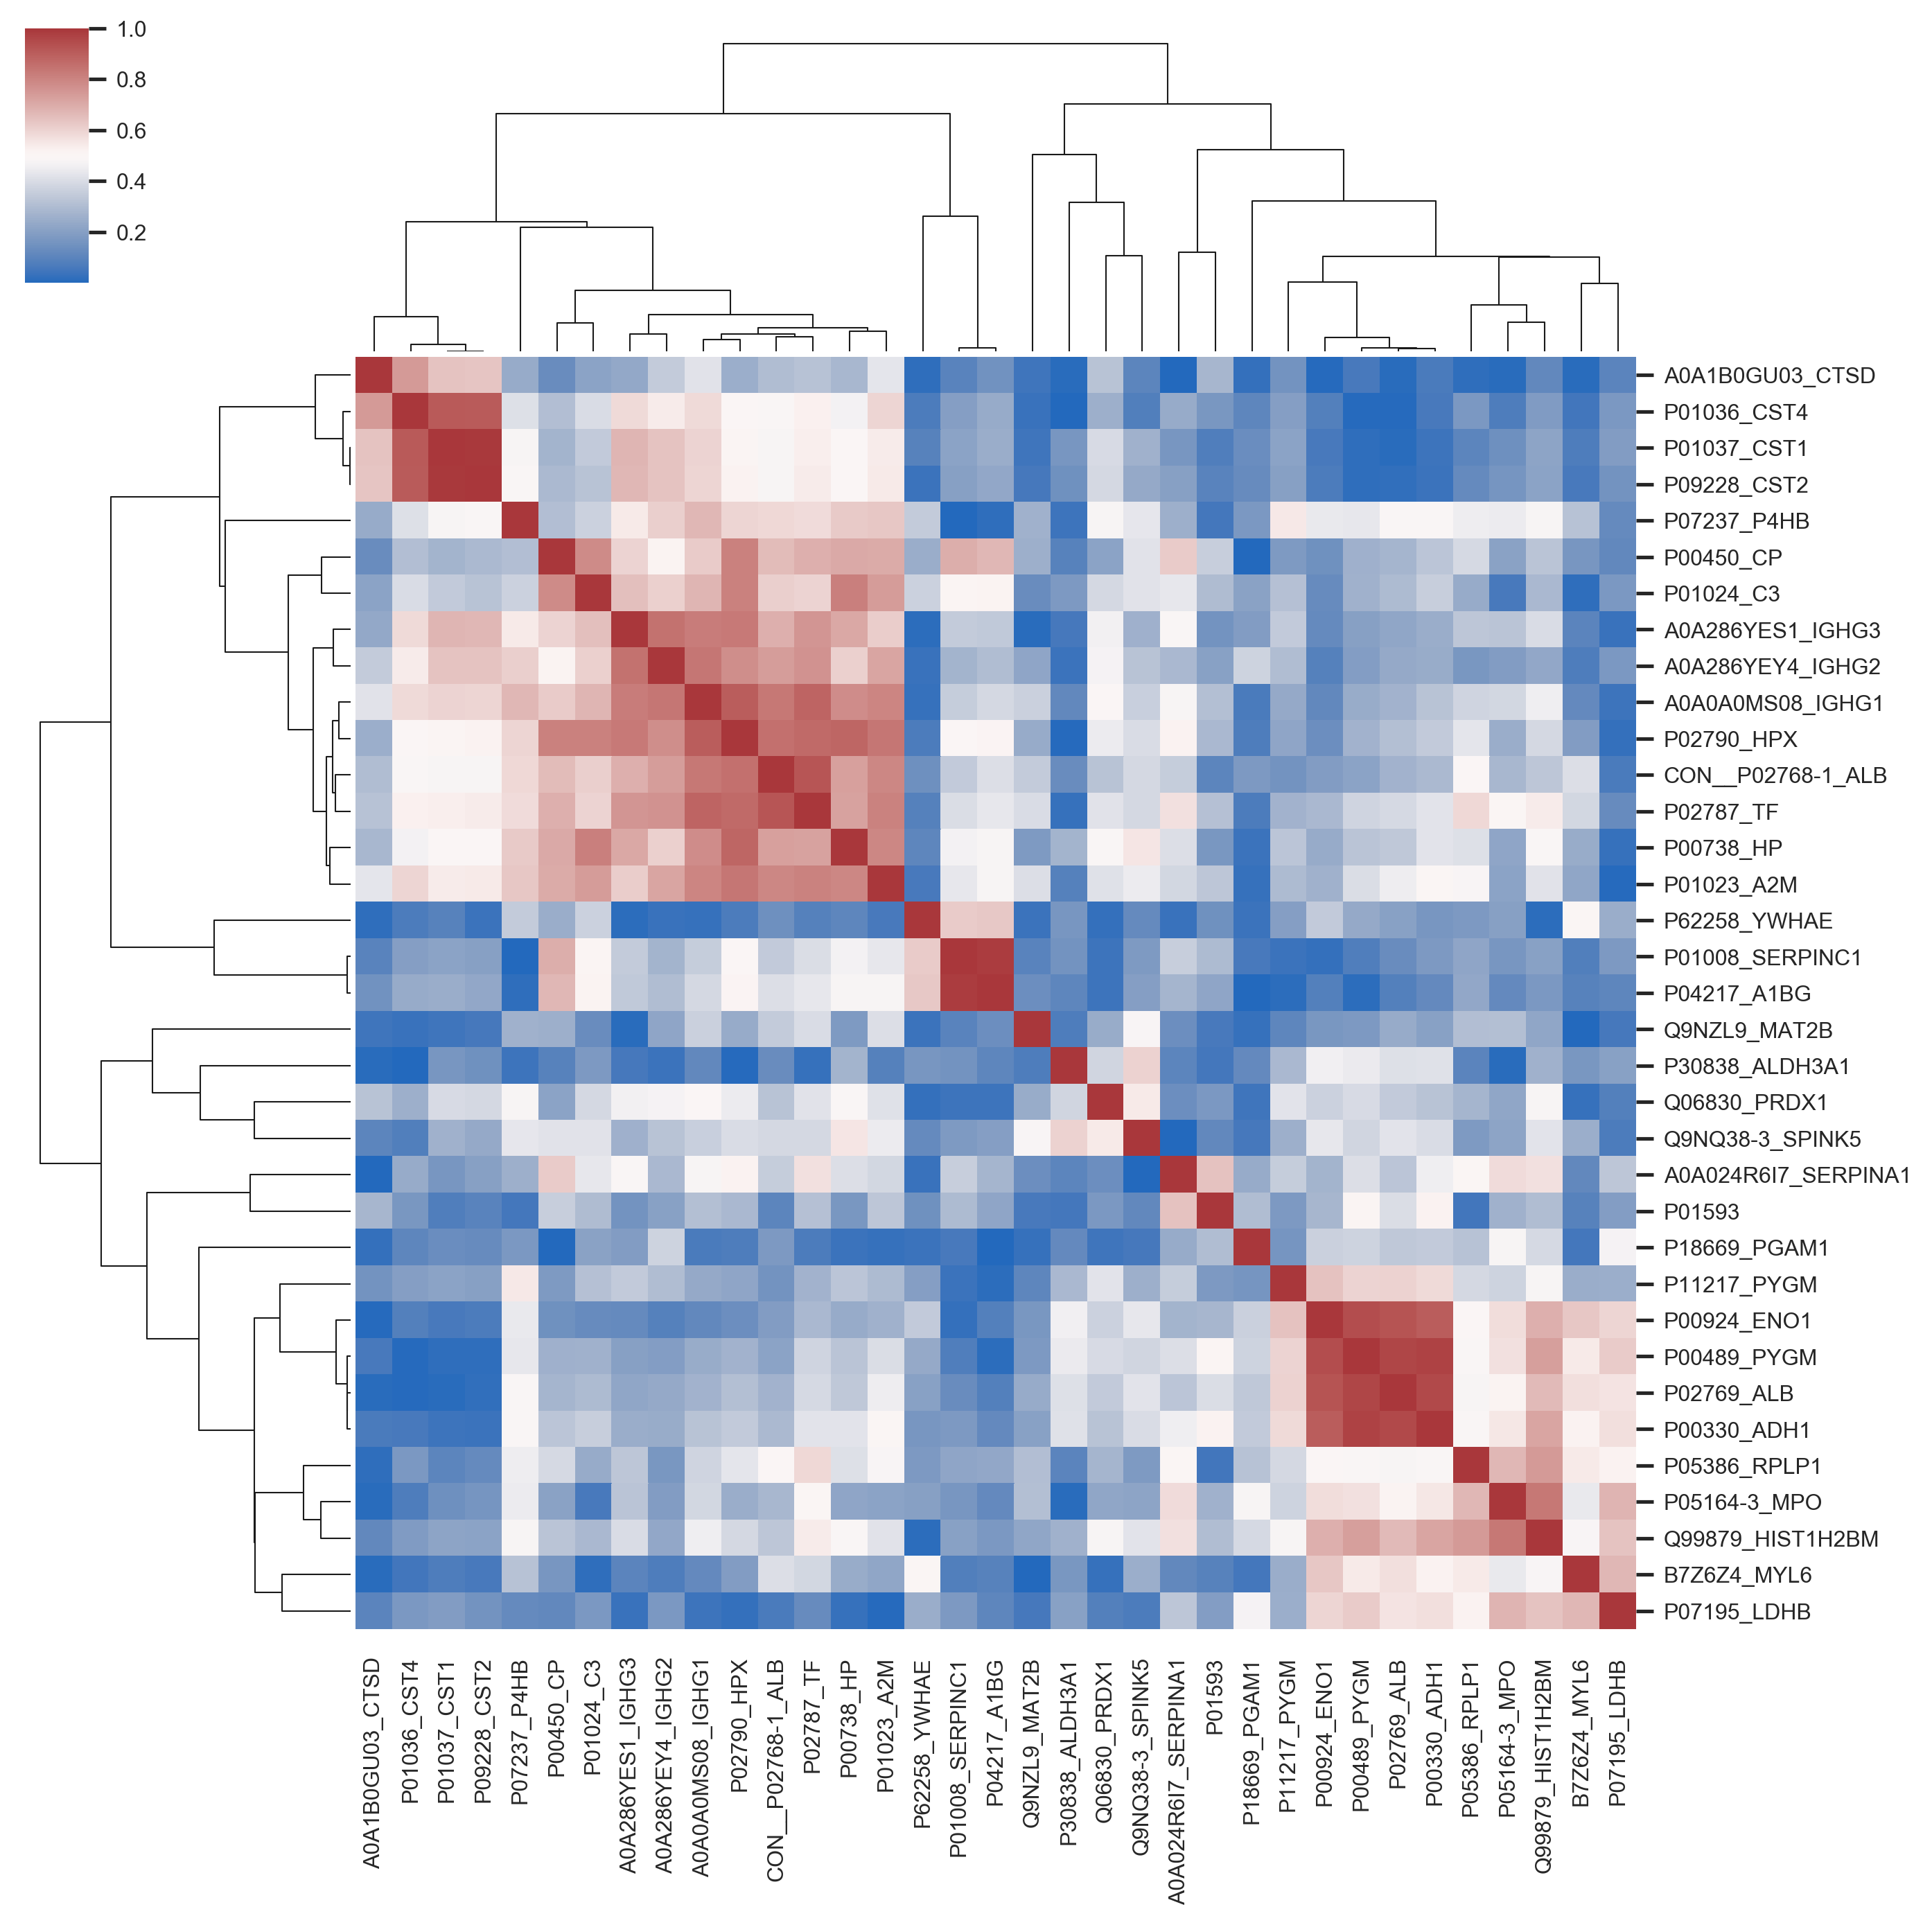 1.0
0.8
0.6
0.4
0.2
A0A1B0GU03_CTSD
P01036_CST4
P01037_CST1
P09228_CST2
P07237_P4HB
P00450_CP
P01024_C3
A0A286YES1_IGHG3
A0A286YEY4_IGHG2
A0A0A0MS08_IGHG1
P02790_HPX
CON__P02768-1_ALB
P02787_TF
P00738_HP
P01023_A2M
P62258_YWHAE
P01008_SERPINC1
P04217_A1BG
Q9NZL9_MAT2B
P30838_ALDH3A1
Q06830_PRDX1
Q9NQ38-3_SPINK5
A0A024R6I7_SERPINA1
P01593
P18669_PGAM1
P11217_PYGM
P00924_ENO1
P00489_PYGM
P02769_ALB
P00330_ADH1
P05386_RPLP1
P05164-3_MPO
Q99879_HIST1H2BM
B7Z6Z4_MYL6
P07195_LDHB
A0A1B0GU03_CTSD
P01036_CST4
P01037_CST1
P09228_CST2
P07237_P4HB
P00450_CP
P01024_C3
A0A286YES1_IGHG3
A0A286YEY4_IGHG2
A0A0A0MS08_IGHG1
P02790_HPX
CON__P02768-1_ALB
P02787_TF
P00738_HP
P01023_A2M
P62258_YWHAE
P01008_SERPINC1
P04217_A1BG
Q9NZL9_MAT2B
P30838_ALDH3A1
Q06830_PRDX1
Q9NQ38-3_SPINK5
A0A024R6I7_SERPINA1
P01593
P18669_PGAM1
P11217_PYGM
P00924_ENO1
P00489_PYGM
P02769_ALB
P00330_ADH1
P05386_RPLP1
P05164-3_MPO
Q99879_HIST1H2BM
B7Z6Z4_MYL6
P07195_LDHB